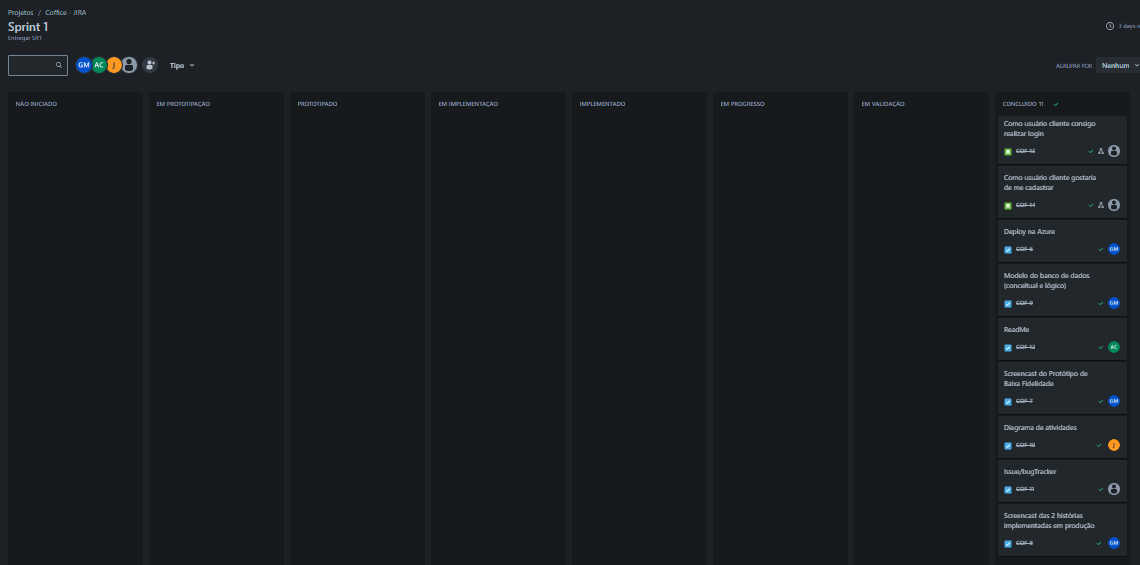 Projetos / Coffice - JIRA
Sprint 1
Entregar SR1
3 days
GM AC J
Tipo
AGRUPAR POR Nenhum
NÃO INICIADO
EM PROTOTIPAÇÃO
PROTOTIPADO
EM IMPLEMENTAÇÃO
IMPLEMENTADO
EM PROGRESSO
EM VALIDAÇÃO
CONCLUÍDO 11
Como usuário cliente consigo
realizar login
COF-13
Como usuário cliente gostaria
de me cadastrar
COF-14
Deploy na Azure
COF-6 GM
Modelo do banco de dados
(conceitual e lógico)
COF-9 GM
ReadMe
COF-12 AC
Screencast do Protótipo de
Baixa Fidelidade
COF-7 GM
Diagrama de atividades
COF-10 J
Issue/bugTracker
COF-11
Screencast das 2 histórias
implementadas em produção
COF-8 GM